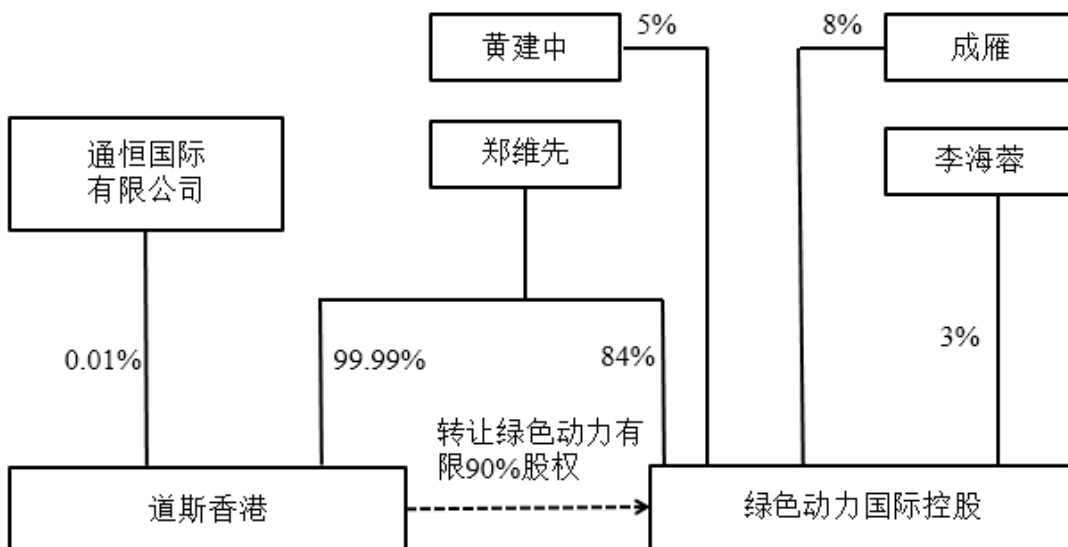 黄建中
5%
8%
成雁
通恒国际
有限公司
郑维先
李海蓉
0.01%
99.99%
84%
3%
转让绿色动力有
限90%股权
道斯香港
绿色动力国际控股